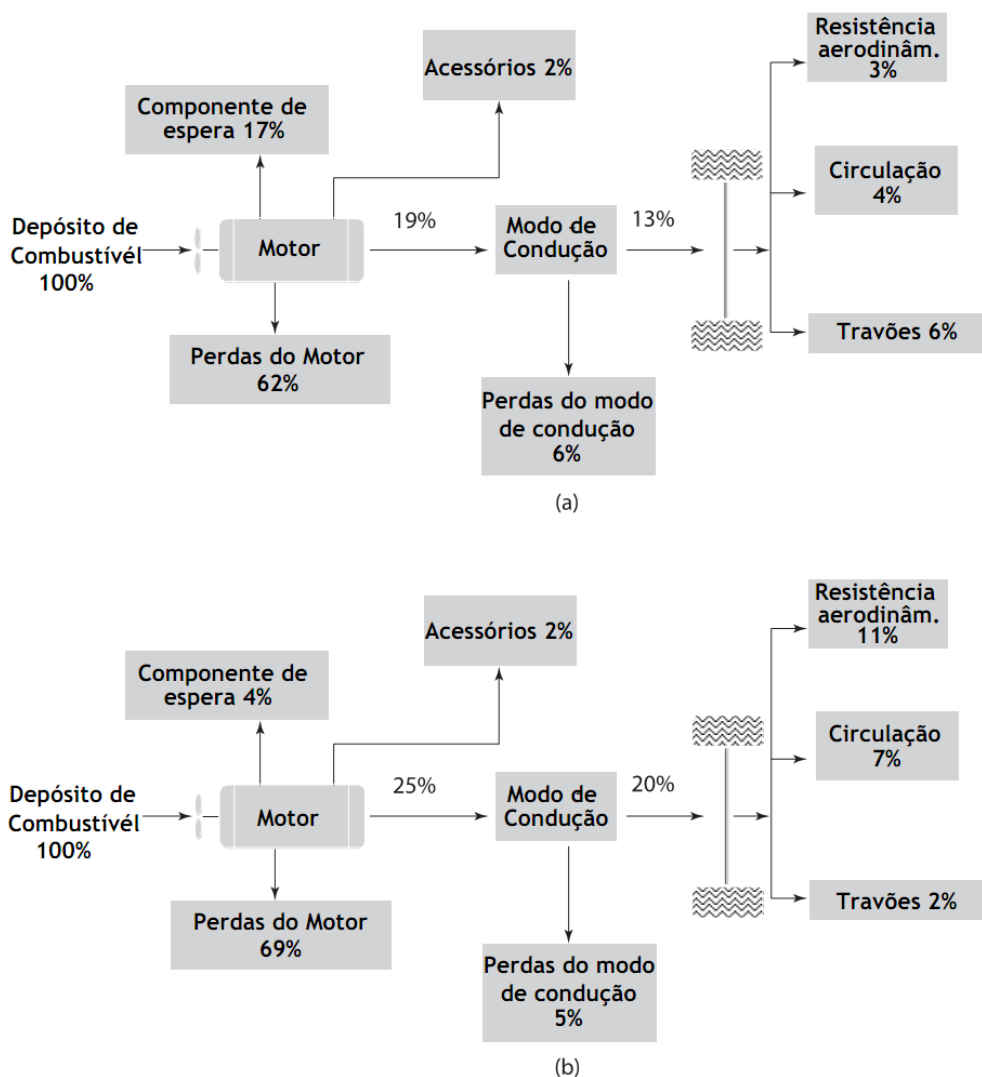 Resistência
aerodinâm.
3%
Acessórios 2%
Componente de
espera 17%
Circulação
4%
Depósito de
Combustívél
100%
Motor
19%
Modo de
Condução
13%
Travões 6%
Perdas do Motor
62%
Perdas do modo
de condução
6%
(a)
Resistência
aerodinâm.
11%
Acessórios 2%
Componente de
espera 4%
Circulação
7%
Depósito de
Combustívél
100%
Motor
25%
Modo de
Condução
20%
Travões 2%
Perdas do Motor
69%
Perdas do modo
de condução
5%
(b)